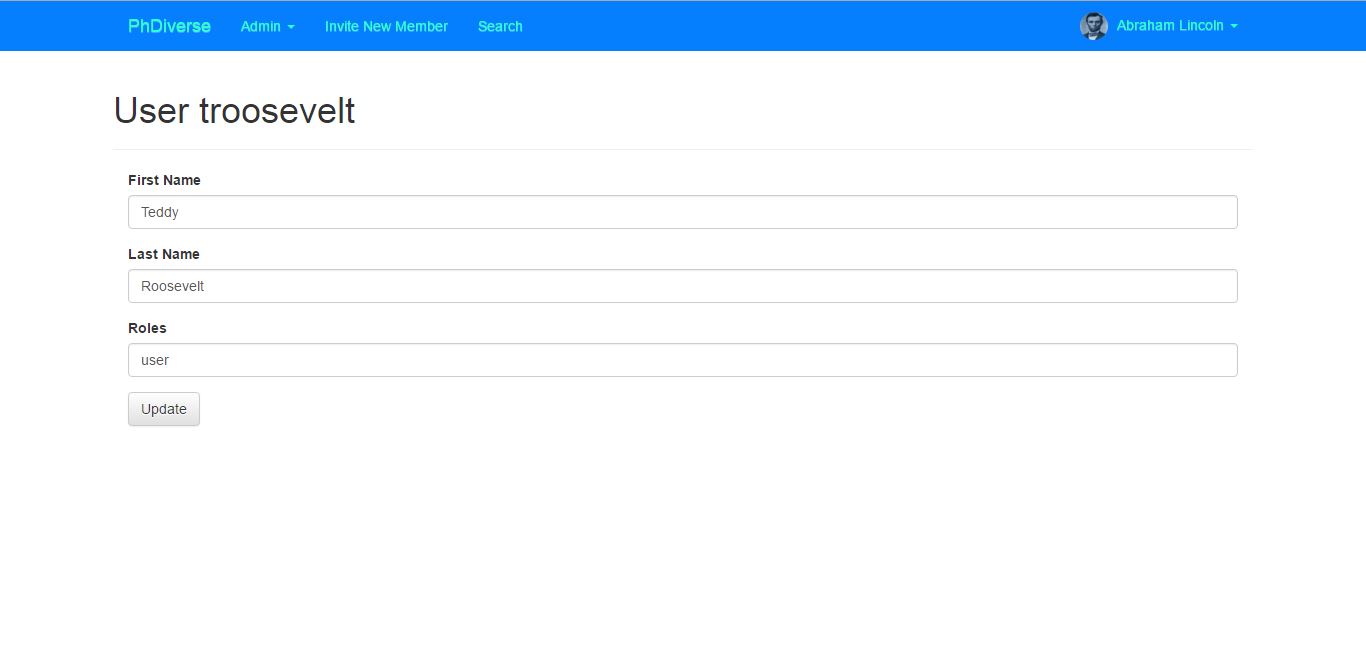 PhDiverse Admin Invite New Member Search Abraham Lincoln
User troosevelt
First Name
Teddy
Last Name
Roosevelt
Roles
user
Update